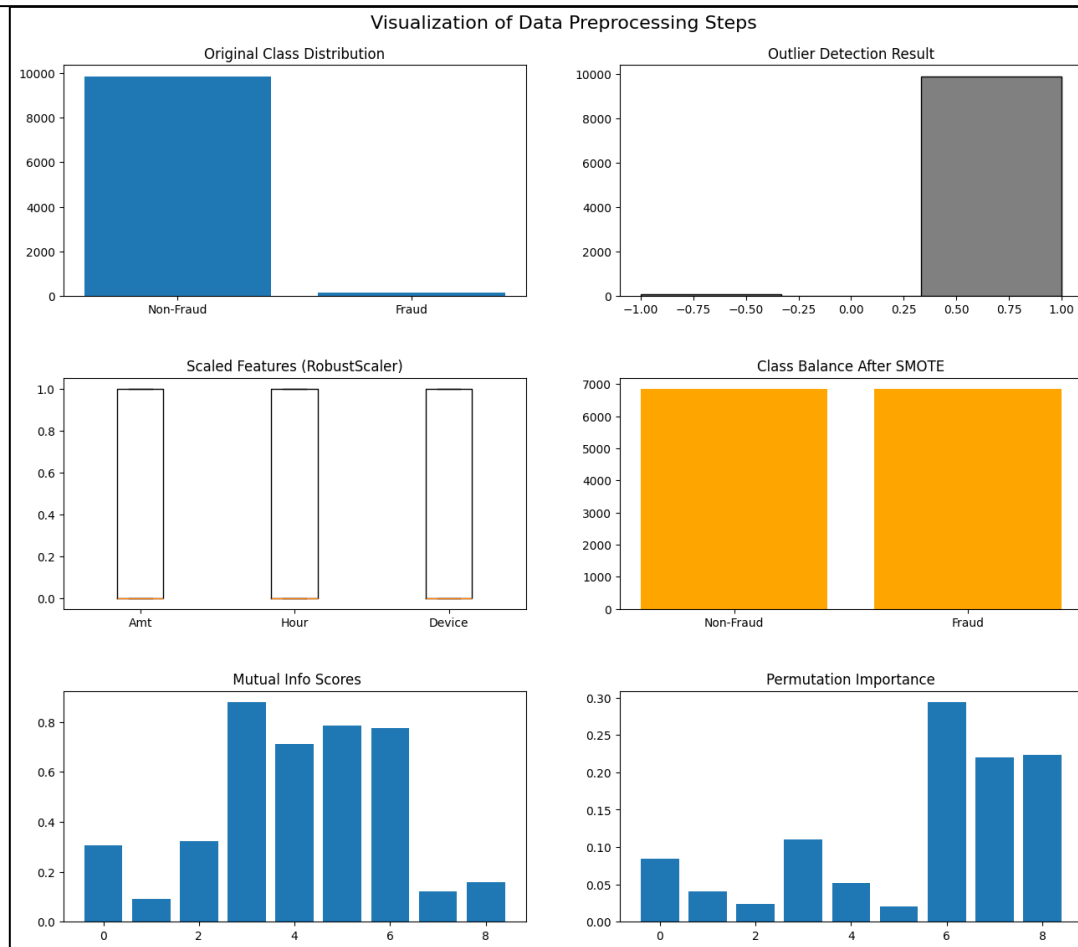 Visualization of Data Preprocessing Steps
Original Class Distribution
10000
8000
6000
4000
2000
0
Non-Fraud Fraud
Outlier Detection Result
10000
8000
6000
4000
2000
0
−1.00 −0.75 −0.50 −0.25 0.00 0.25 0.50 0.75 1.00
Scaled Features (RobustScaler)
1.0
0.8
0.6
0.4
0.2
0.0
Amt Hour Device
Class Balance After SMOTE
7000
6000
5000
4000
3000
2000
1000
0
Non-Fraud Fraud
Mutual Info Scores
0.8
0.6
0.4
0.2
0.0
0 2 4 6 8
Permutation Importance
0.30
0.25
0.20
0.15
0.10
0.05
0.00
0 2 4 6 8